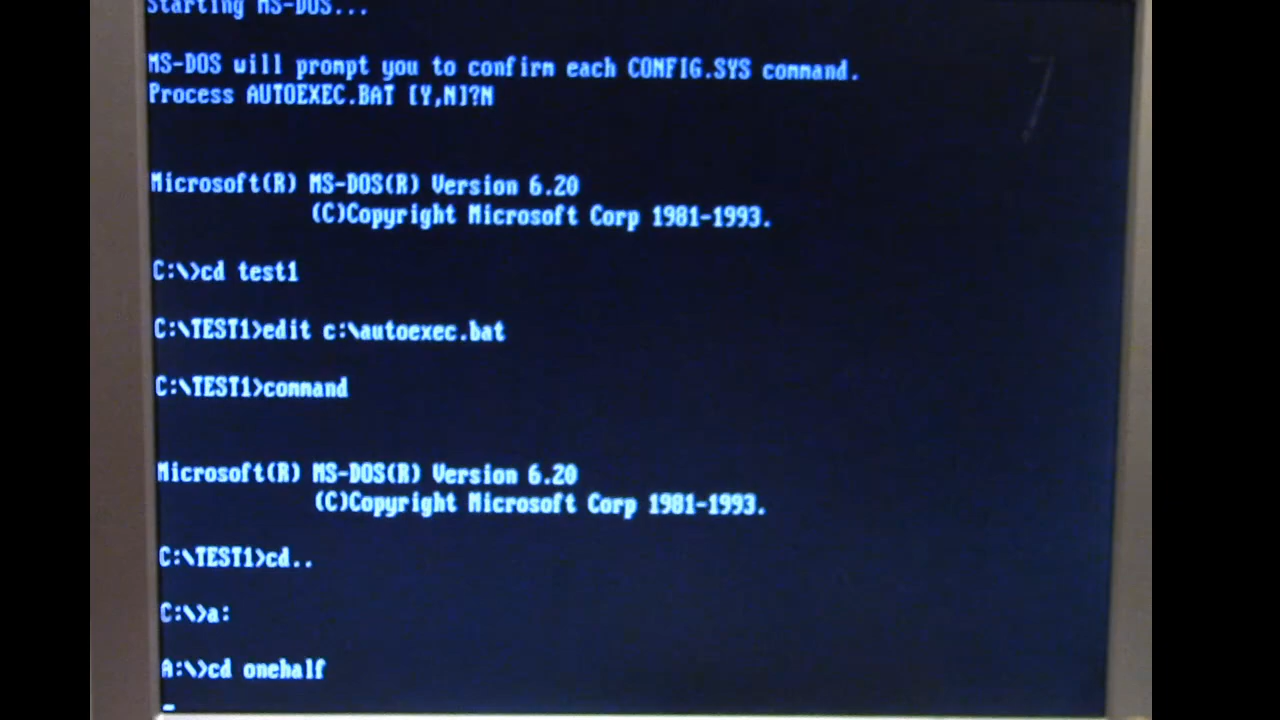 Starting MS-DOS...
MS-DOS will prompt you to confirm each CONFIG.SYS command.
Process AUTOEXEC.BAT [Y,N]?N
Microsoft(R) MS-DOS(R) Version 6.20
(C)Copyright Microsoft Corp 1981-1993.
C:\>cd test1
C:\TEST1>edit c:\autoexec.bat
C:\TEST1>command
Microsoft(R) MS-DOS(R) Version 6.20
(C)Copyright Microsoft Corp 1981-1993.
C:\TEST1>cd..
C:\>a:
A:\>cd onehalf